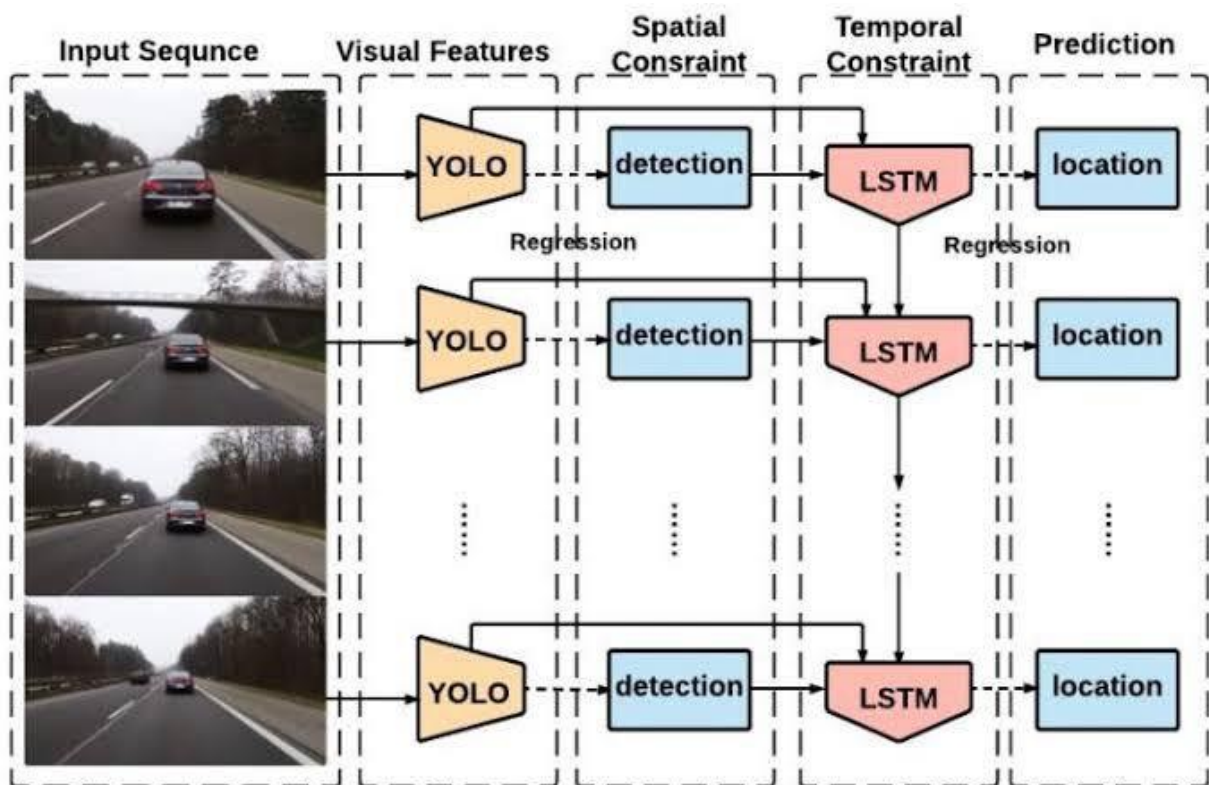 Input Sequnce
Visual Features
Spatial
Consraint
Temporal
Constraint
Prediction
YOLO
detection
LSTM
location
Regression
Regression
YOLO
detection
LSTM
location
YOLO
detection
LSTM
location